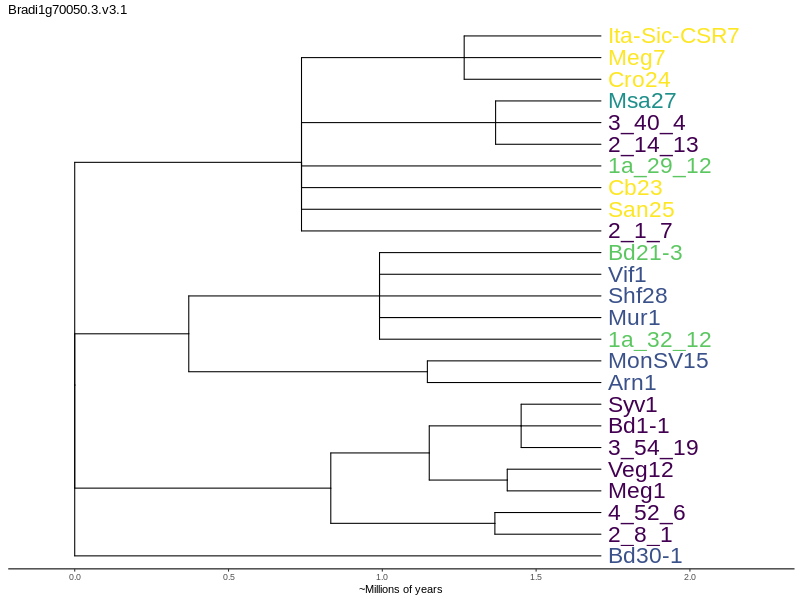 Bradi1g70050.3.v3.1
Ita-Sic-CSR7
Meg7
Cro24
Msa27
3_40_4
2_14_13
1a_29_12
Cb23
San25
2_1_7
Bd21-3
Vif1
Shf28
Mur1
1a_32_12
MonSV15
Arn1
Syv1
Bd1-1
3_54_19
Veg12
Meg1
4_52_6
2_8_1
Bd30-1
0.0 0.5 1.0 1.5 2.0
~Millions of years